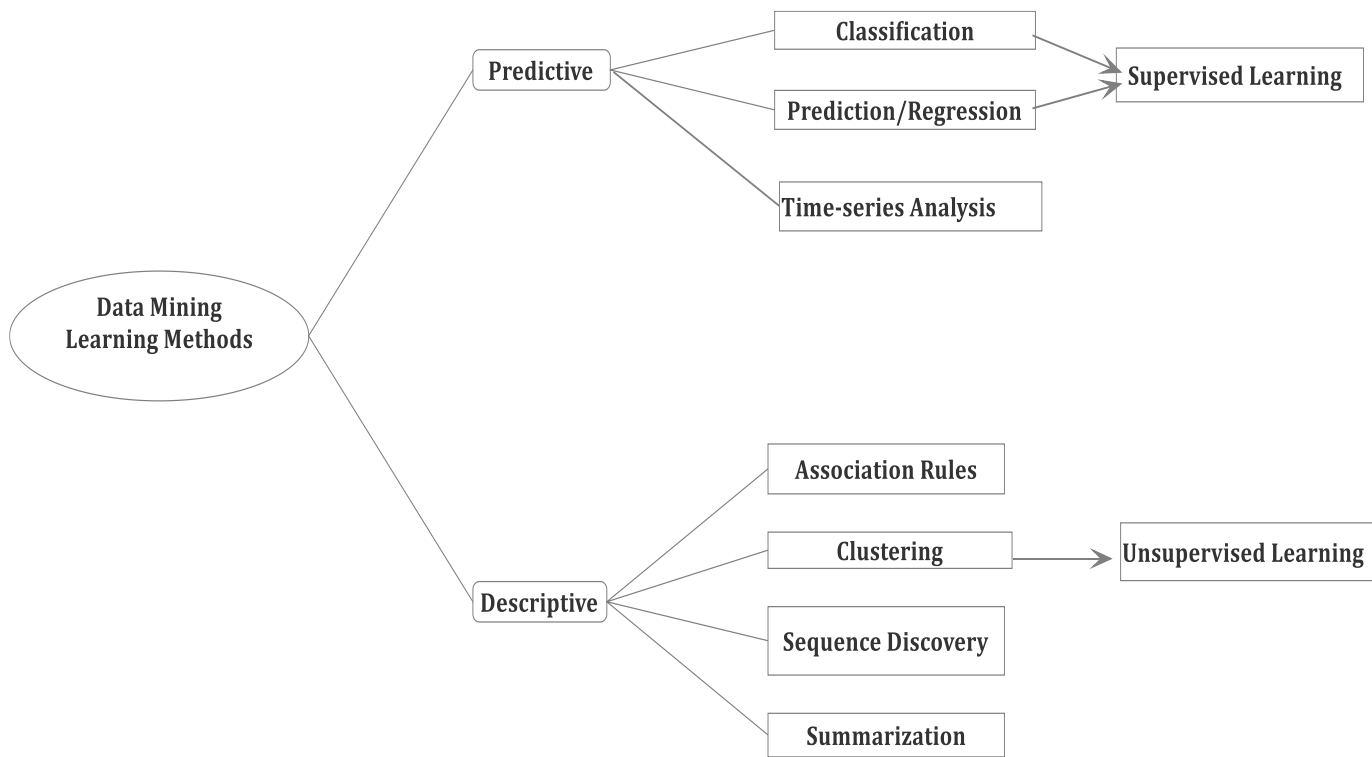 Data Mining
Learning Methods
Predictive
Classification
Prediction/Regression
Time-series Analysis
Supervised Learning
Descriptive
Association Rules
Clustering
Sequence Discovery
Summarization
Unsupervised Learning